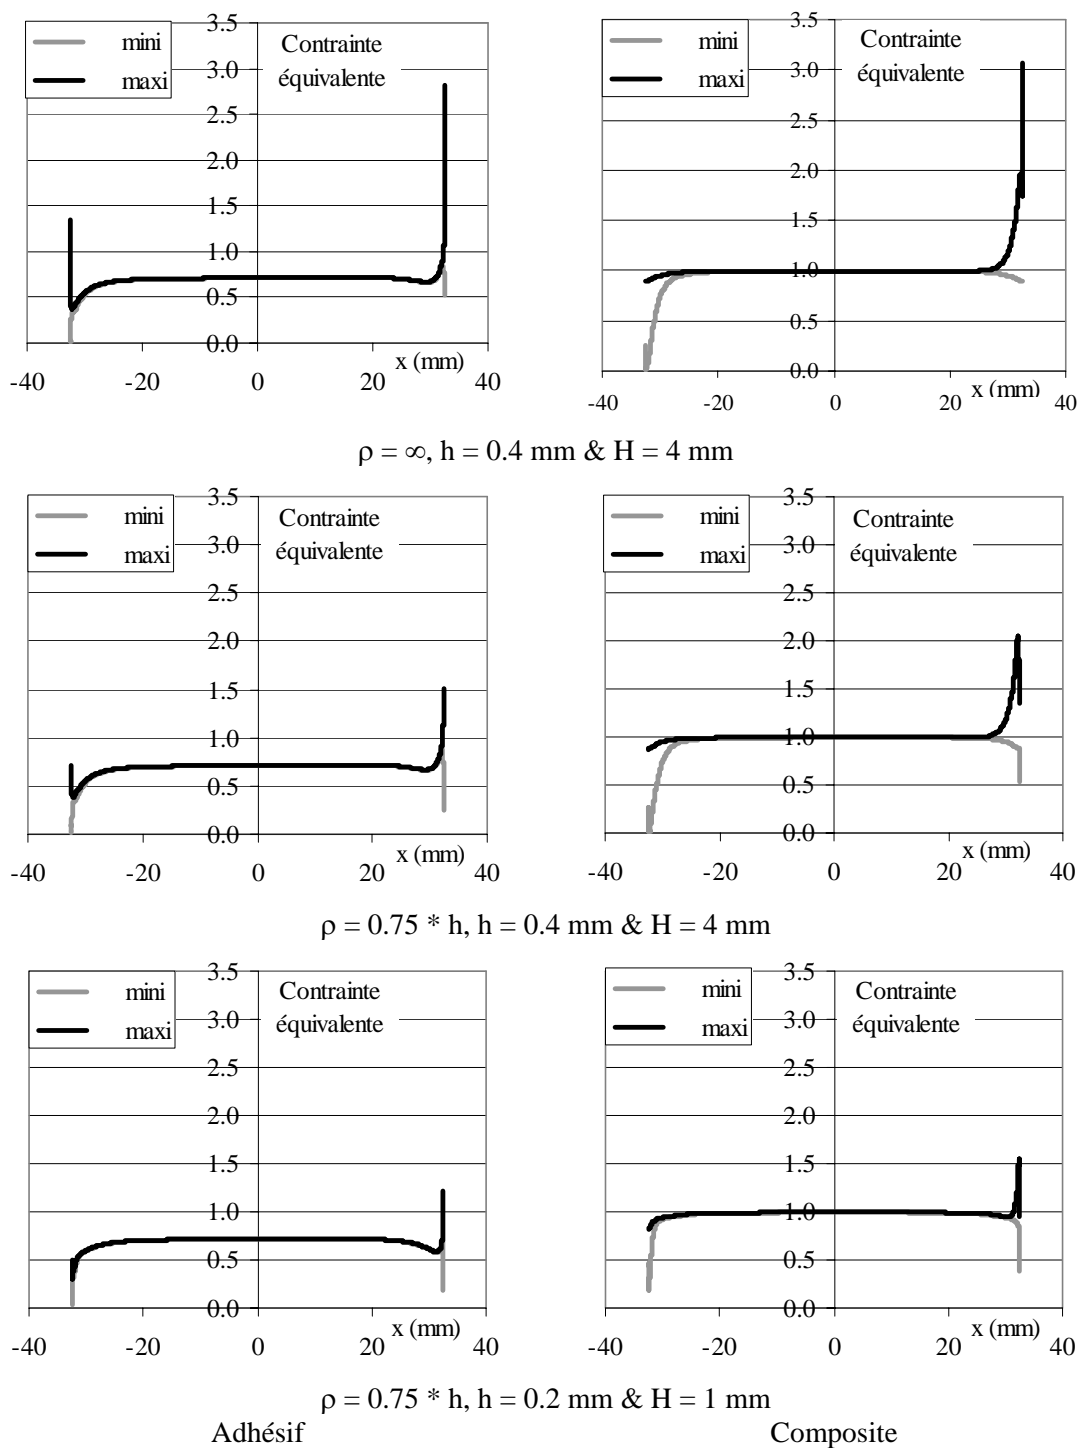 mini
maxi
Contrainte
équivalente
3.5
3.0
2.5
2.0
1.5
1.0
0.5
0.0
x (mm)
-40 -20 0 20 40
mini
maxi
Contrainte
équivalente
3.5
3.0
2.5
2.0
1.5
1.0
0.5
0.0
x (mm)
-40 -20 0 20 40
ρ = ∞, h = 0.4 mm & H = 4 mm
mini
maxi
Contrainte
équivalente
3.5
3.0
2.5
2.0
1.5
1.0
0.5
0.0
x (mm)
-40 -20 0 20 40
mini
maxi
Contrainte
équivalente
3.5
3.0
2.5
2.0
1.5
1.0
0.5
0.0
x (mm)
-40 -20 0 20 40
ρ = 0.75 * h, h = 0.4 mm & H = 4 mm
mini
maxi
Contrainte
équivalente
3.5
3.0
2.5
2.0
1.5
1.0
0.5
0.0
x (mm)
-40 -20 0 20 40
mini
maxi
Contrainte
équivalente
3.5
3.0
2.5
2.0
1.5
1.0
0.5
0.0
x (mm)
-40 -20 0 20 40
ρ = 0.75 * h, h = 0.2 mm & H = 1 mm
Adhésif Composite